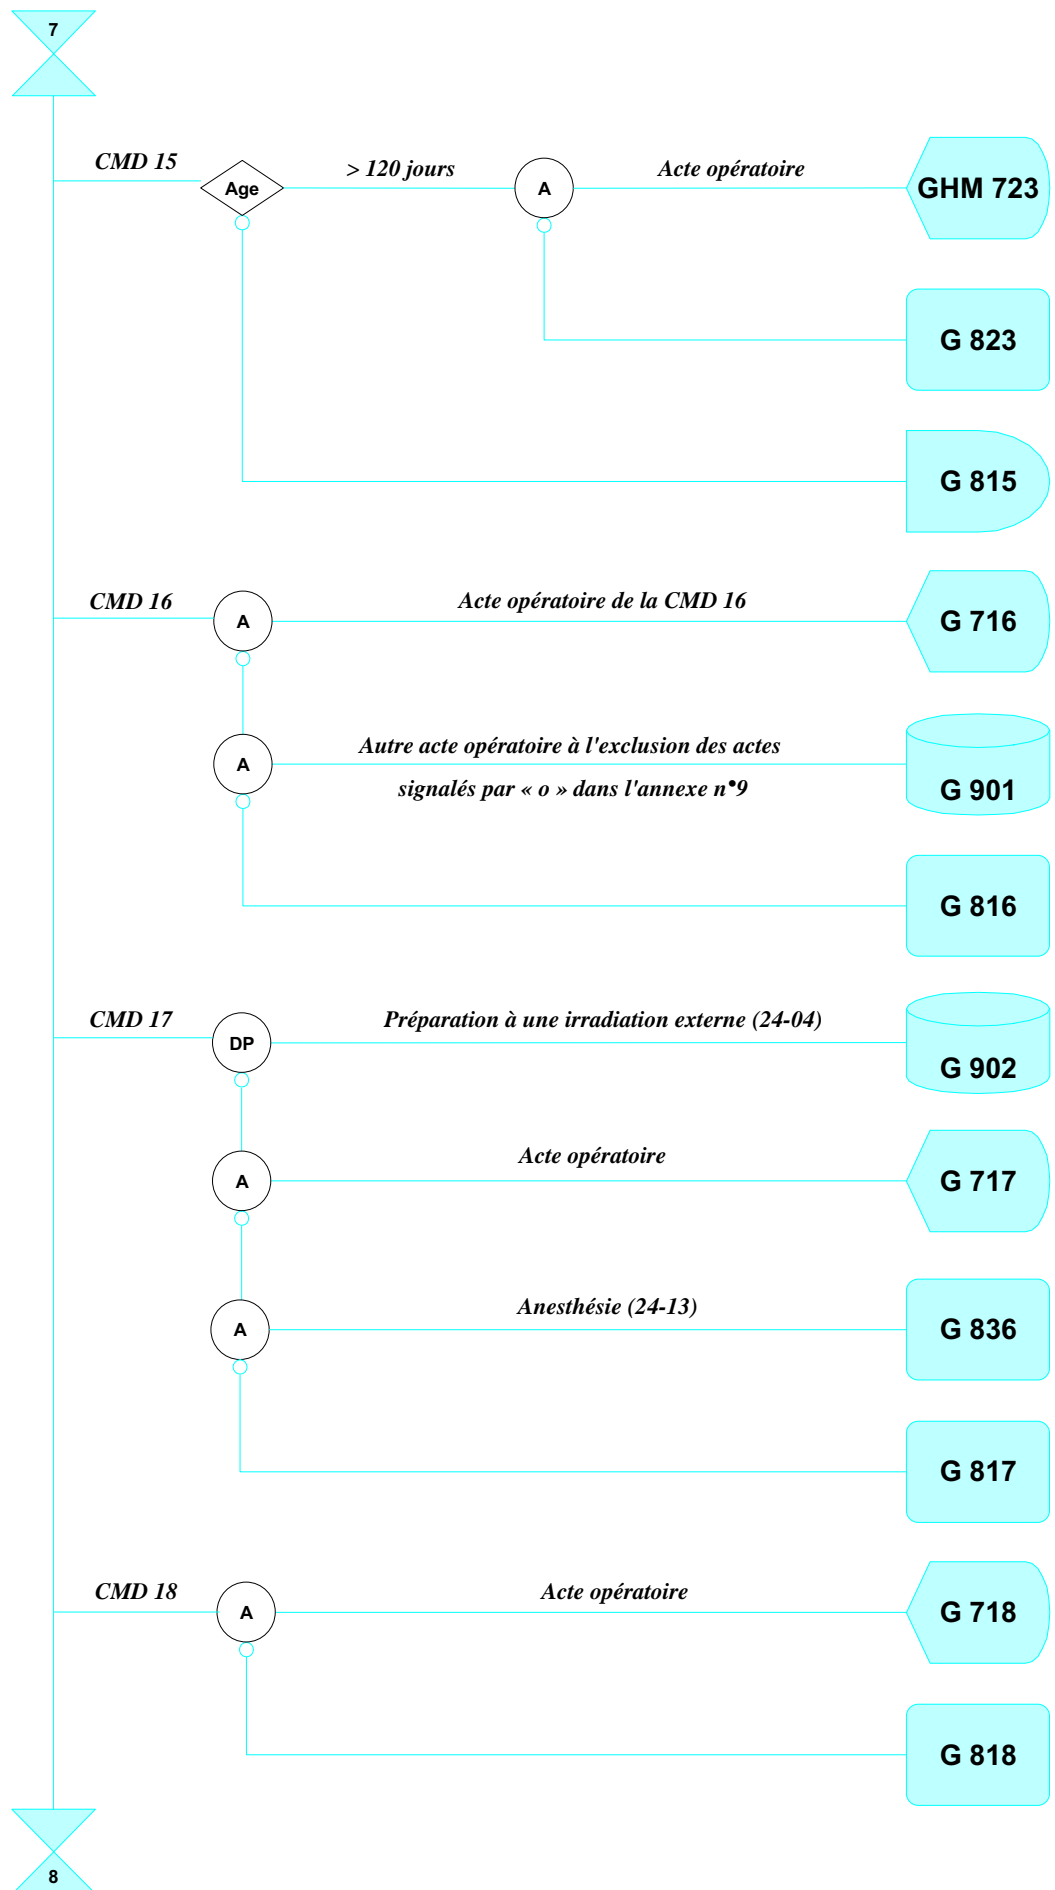 7
CMD 15
Age
> 120 jours
A
Acte opératoire
GHM 723
G 823
G 815
CMD 16
A
Acte opératoire de la CMD 16
G 716
A
Autre acte opératoire à l'exclusion des actes
signalés par « o » dans l'annexe n•9
G 901
G 816
CMD 17
DP
Préparation à une irradiation externe (24-04)
G 902
A
Acte opératoire
G 717
A
Anesthésie (24-13)
G 836
G 817
CMD 18
A
Acte opératoire
G 718
G 818
8